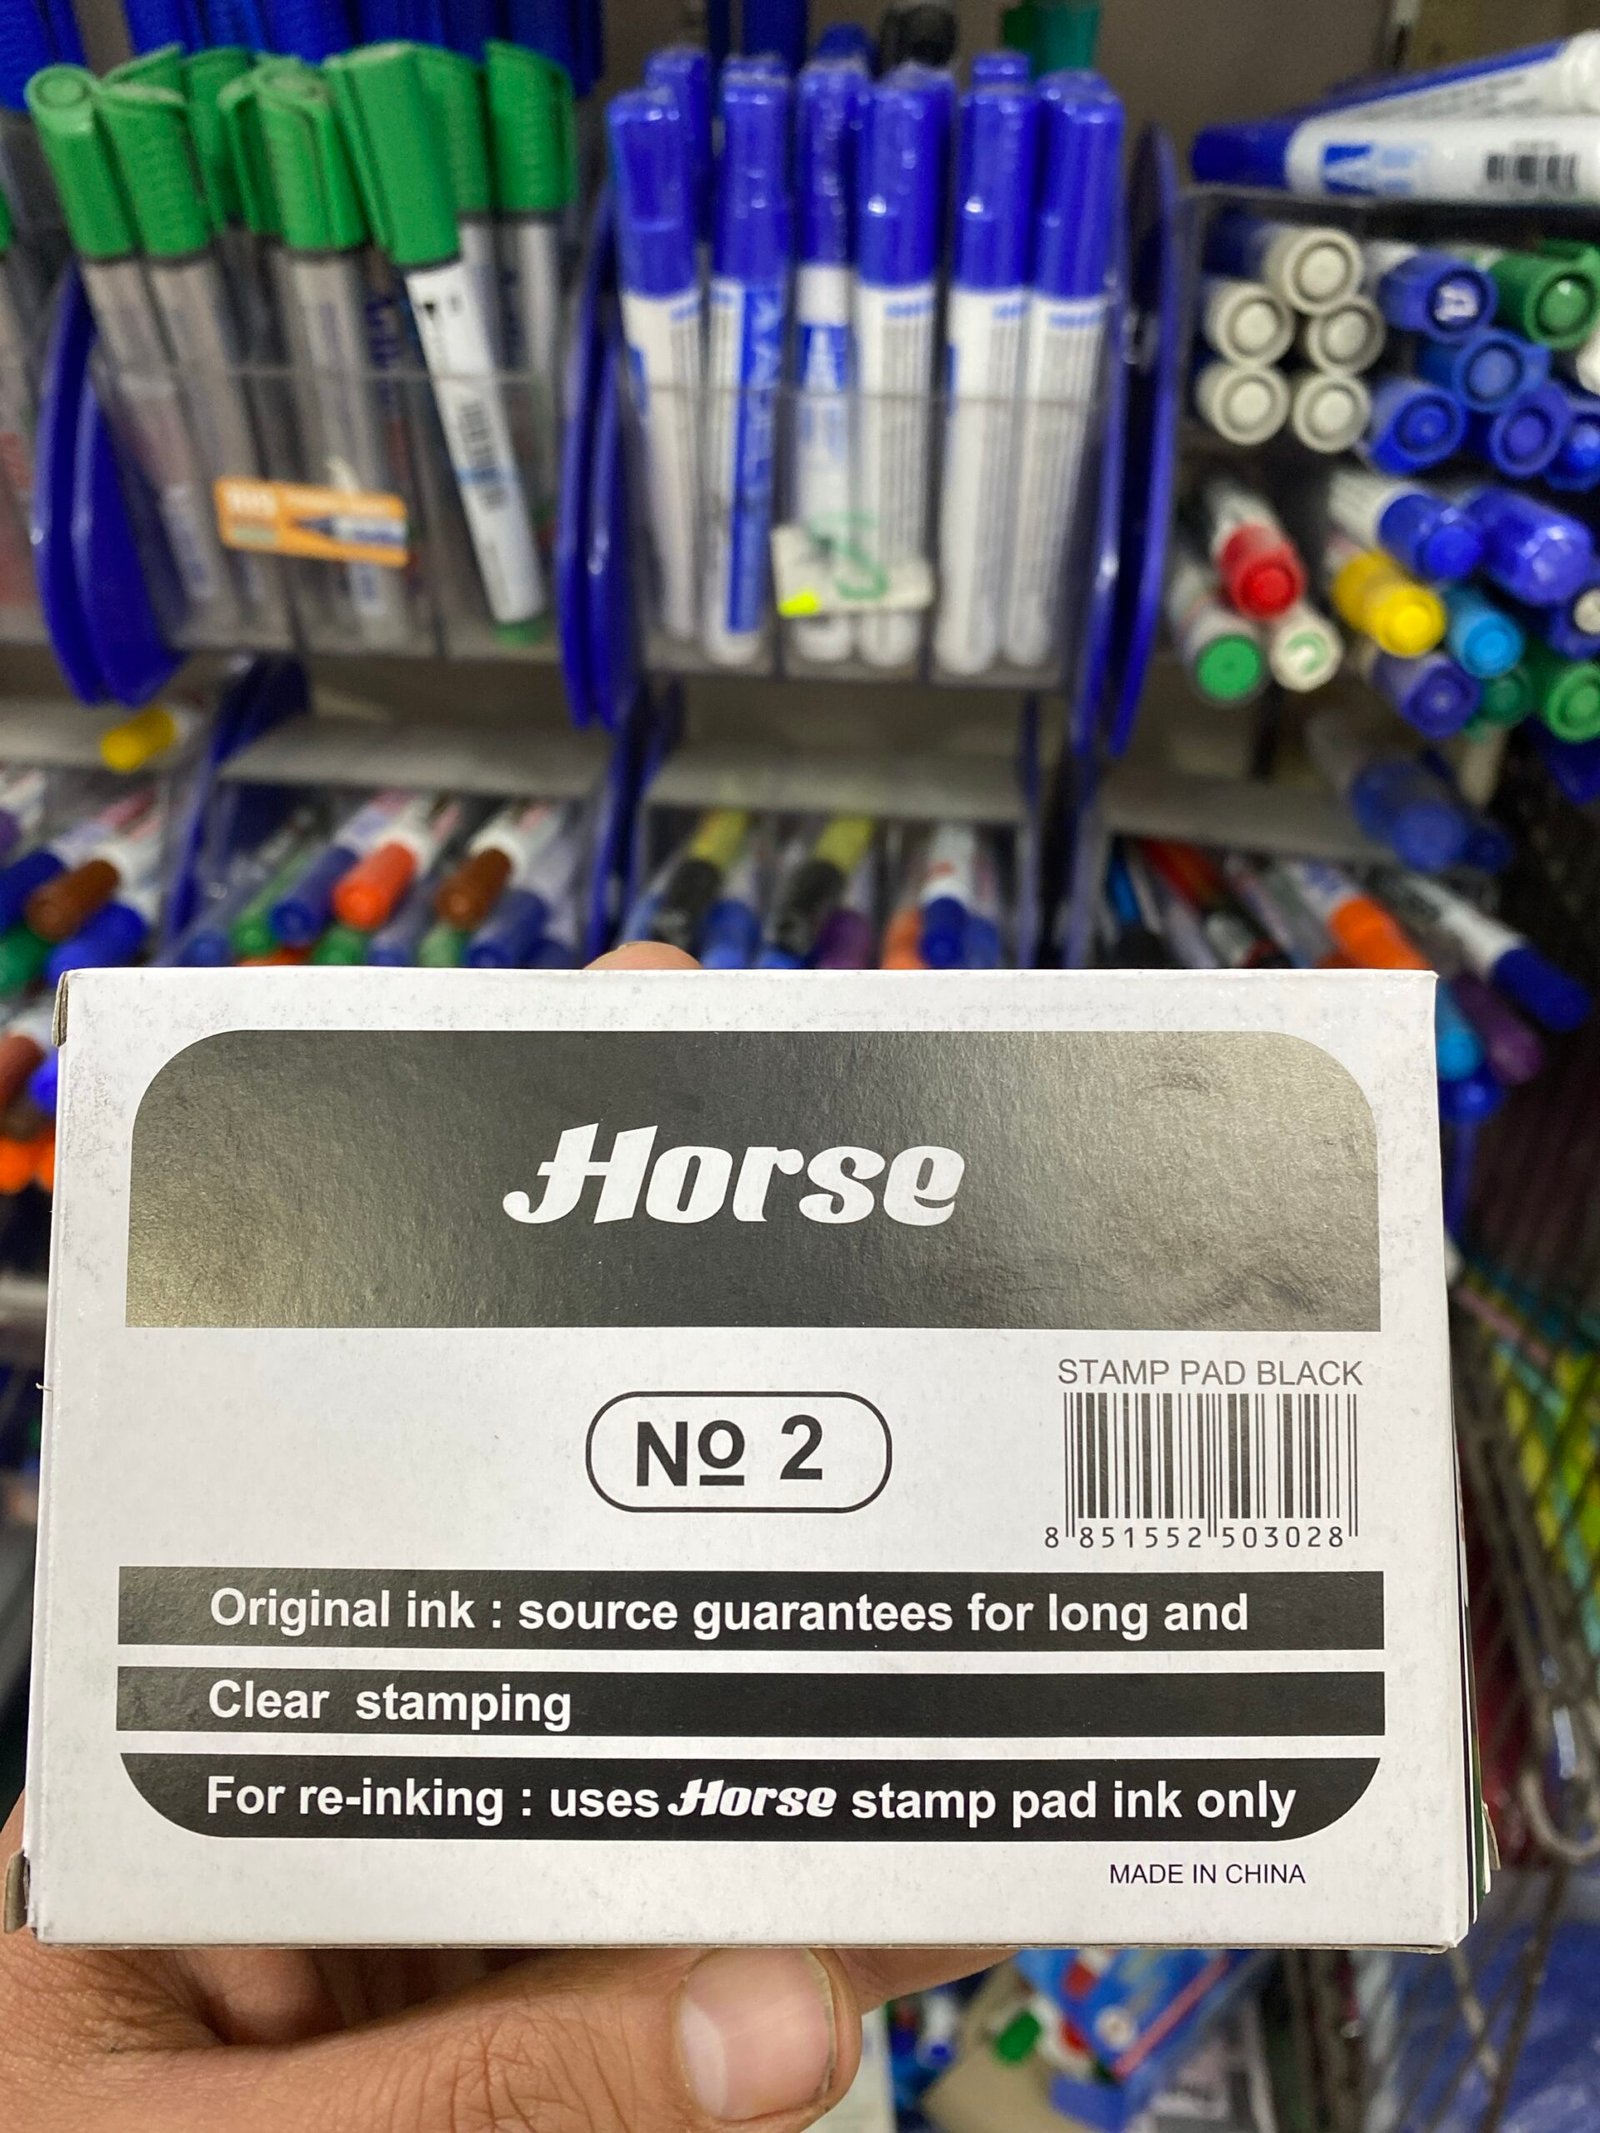 Horse
STAMP PAD BLACK
Nº 2
8 851552 503028
Original ink : source guarantees for long and
Clear stamping
For re-inking : uses Horse stamp pad ink only
MADE IN CHINA